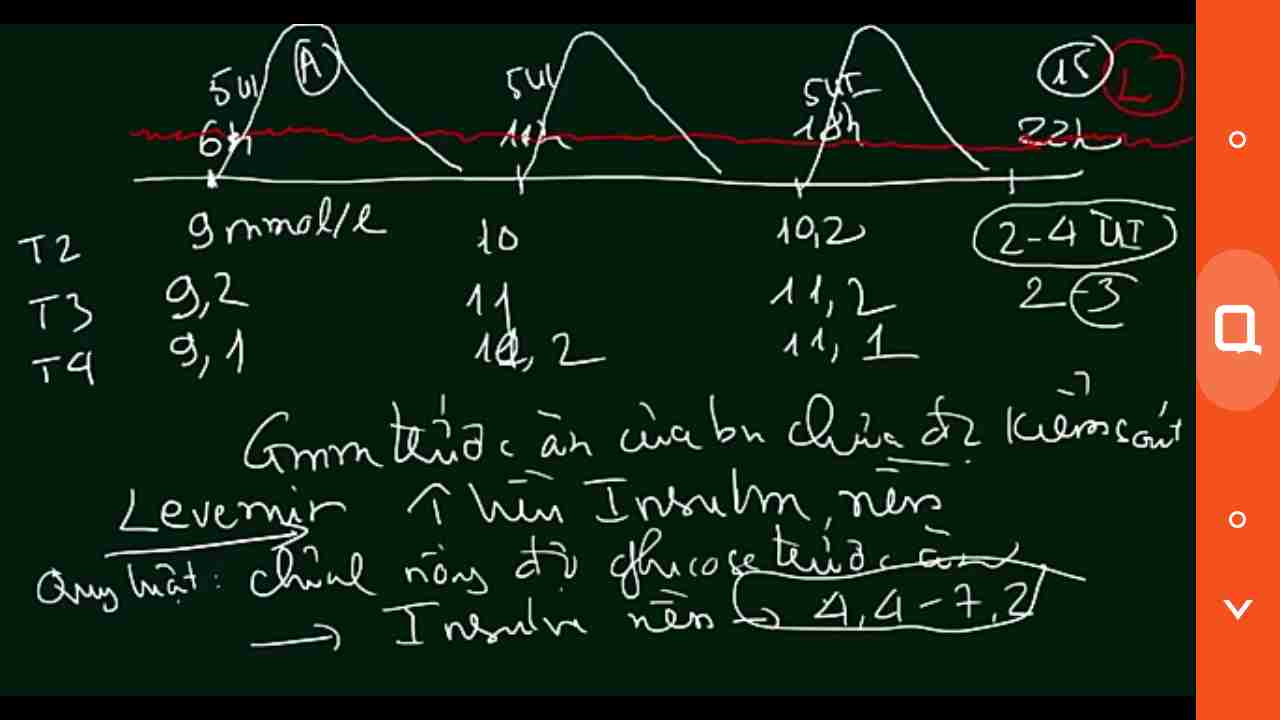 5UI A 5UI 5UI 15 L
6h 11h 18h 22h
T2 9 mmol/l 10 10,2 2-4 UI
T3 9,2 11 11,2 2-3
T4 9,1 , 2 11, 1
Gmm trước ăn của bn chưa đc kiểm soát
Levemir ↑ liều Insulin nền
Quy luật: chỉnh nồng độ glucose trước ăn
→ Insulin nền → 4,4-7,2